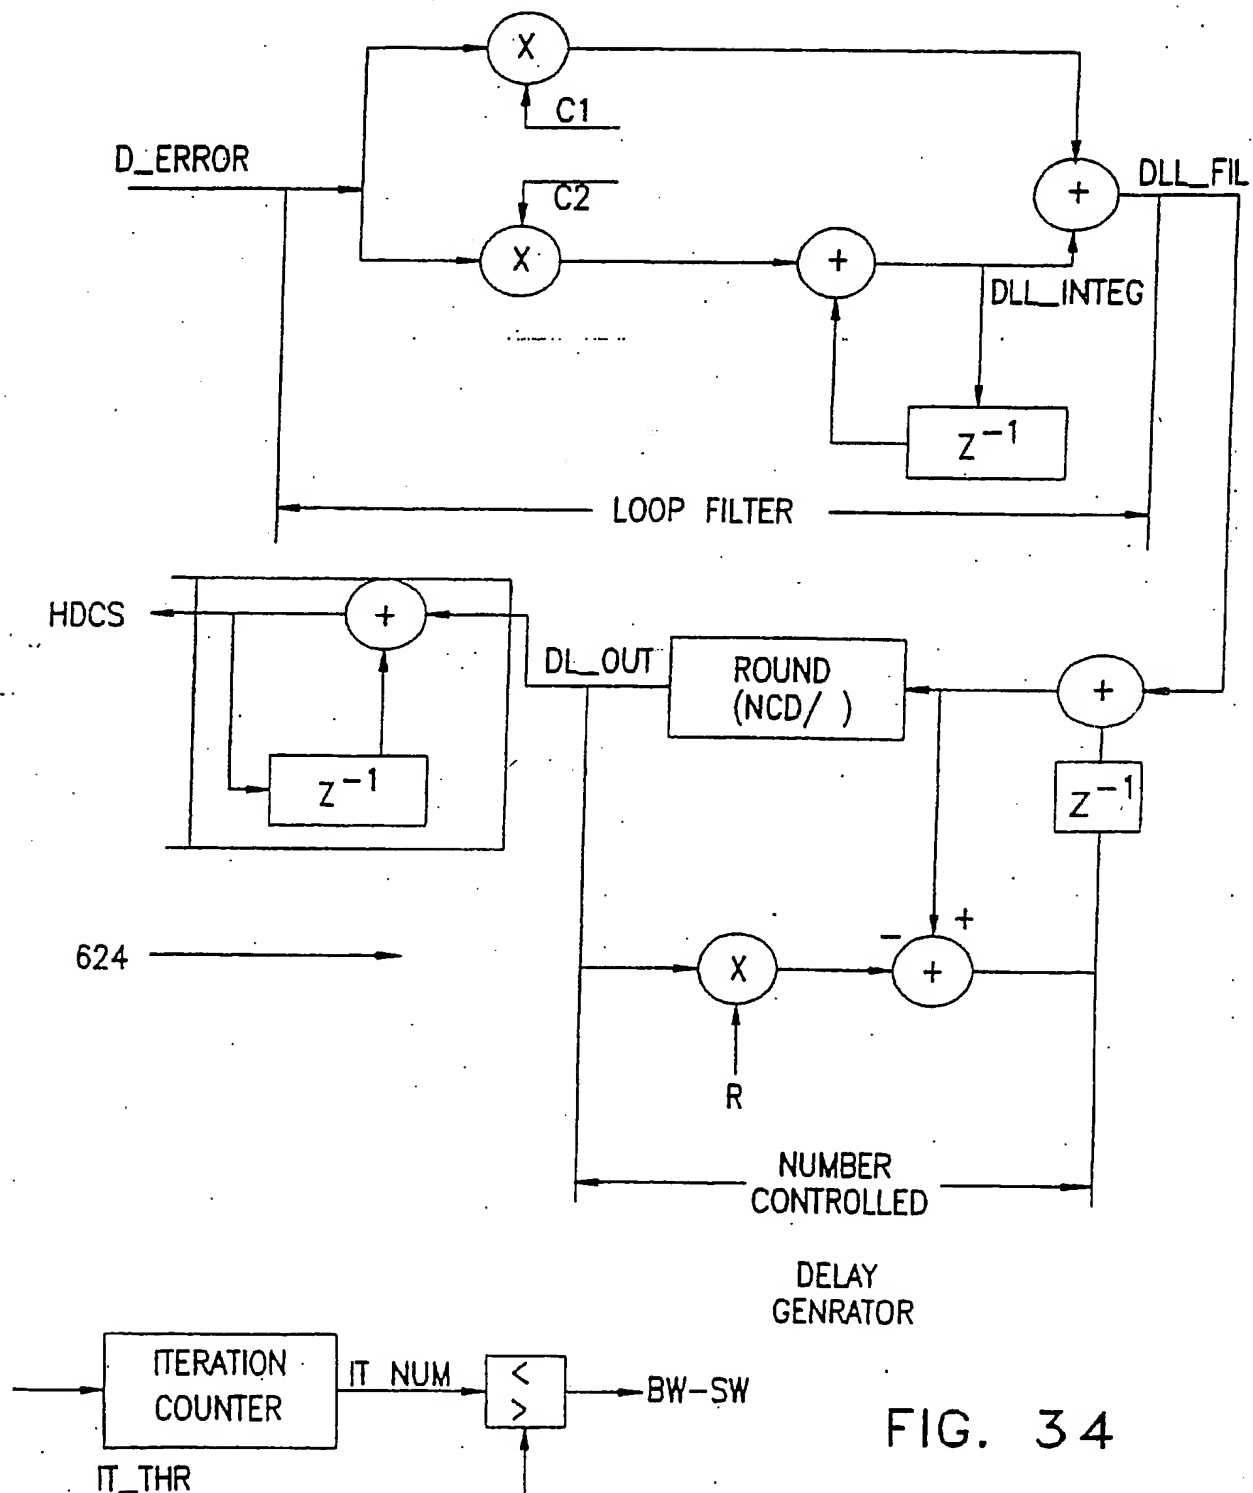 X
C1
D_ERROR
C2
X
+
+
DLL_FIL
DLL_INTEG
Z⁻¹
LOOP FILTER
HDCS
+
DL_OUT
ROUND
(NCD/ )
+
Z⁻¹
Z⁻¹
624
X
- +
+
R
NUMBER
CONTROLLED
DELAY
GENRATOR
ITERATION
COUNTER
IT NUM
<
>
BW-SW
IT_THR
FIG. 34